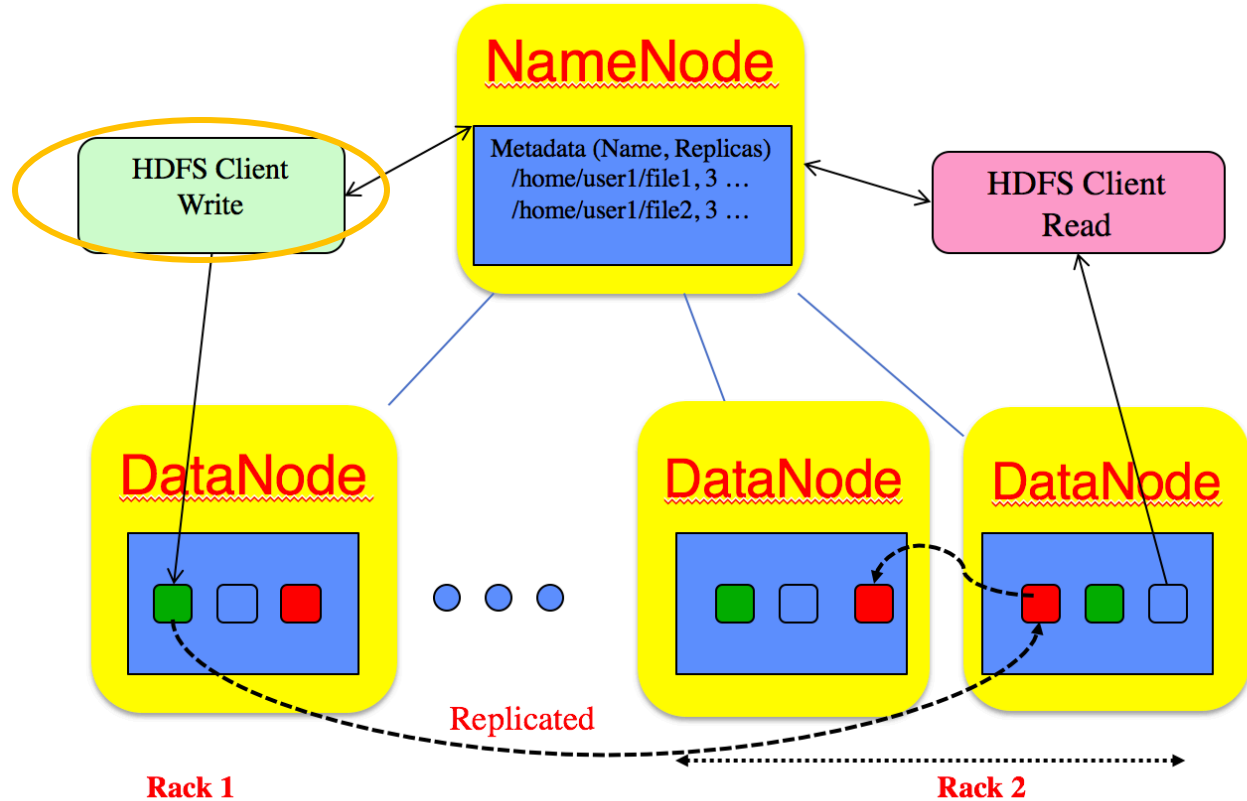 NameNode
HDFS Client
Write
Metadata (Name, Replicas)
/home/user1/file1, 3 …
/home/user1/file2, 3 …
HDFS Client
Read
DataNode
DataNode
DataNode
Replicated
Rack 1
Rack 2